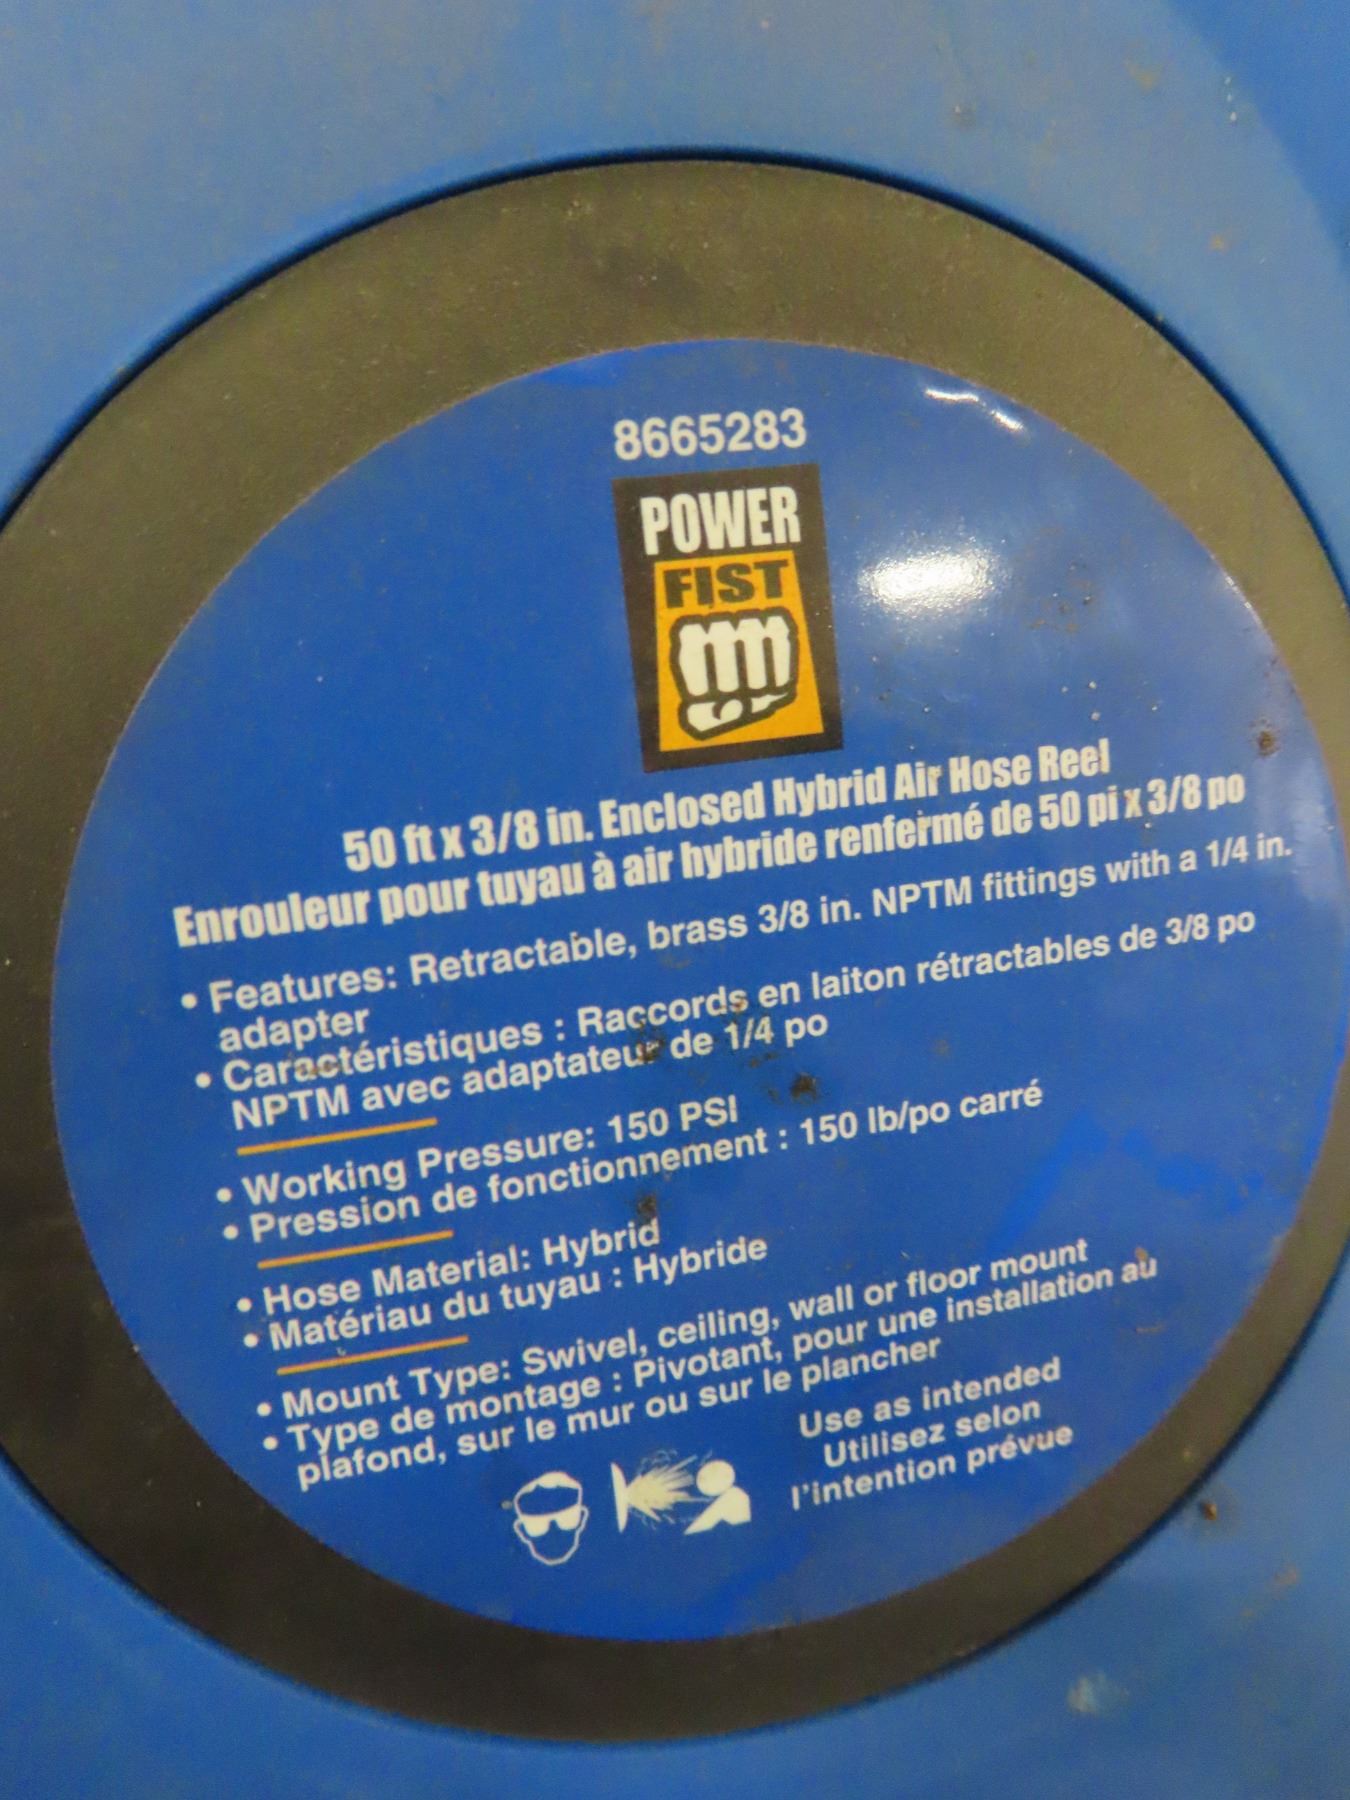 8665283
POWER
FIST
50 ft x 3/8 in. Enclosed Hybrid Air Hose Reel
Enrouleur pour tuyau à air hybride renfermé de 50 pi x 3/8 po
• Features: Retractable, brass 3/8 in. NPTM fittings with a 1/4 in.
adapter
• Caractéristiques : Raccords en laiton rétractables de 3/8 po
NPTM avec adaptateur de 1/4 po
• Working Pressure: 150 PSI
• Pression de fonctionnement : 150 lb/po carré
• Hose Material: Hybrid
• Matériau du tuyau : Hybride
• Mount Type: Swivel, ceiling, wall or floor mount
• Type de montage : Pivotant, pour une installation au
plafond, sur le mur ou sur le plancher
Use as intended
Utilisez selon
l'intention prévue